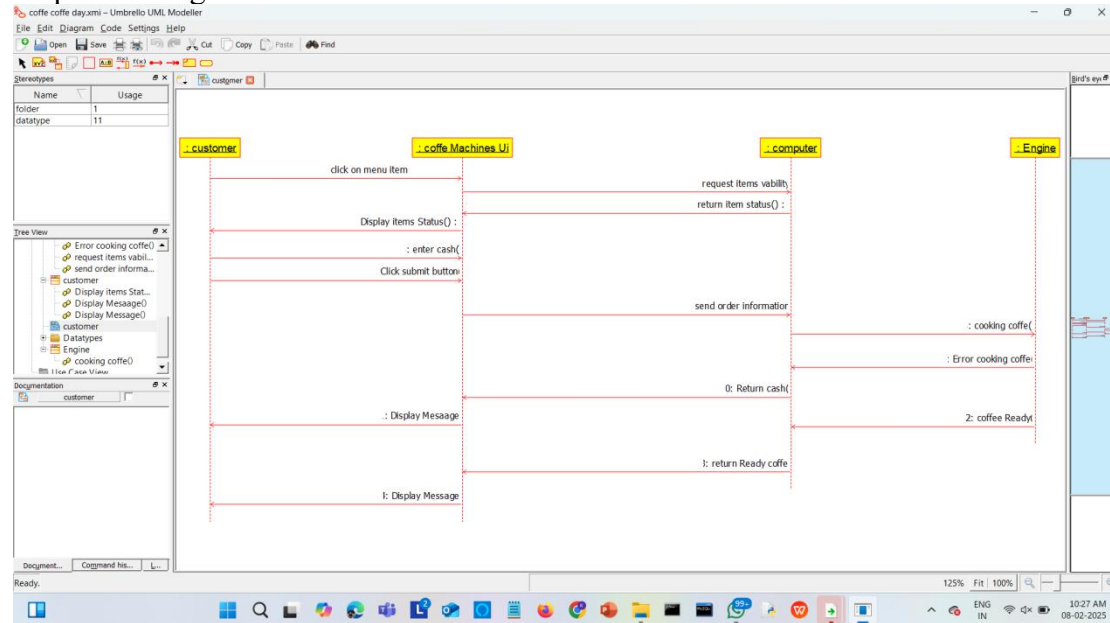 coffe coffe day.xmi – Umbrello UML Modeller
File Edit Diagram Code Settings Help
Open Save Cut Copy Paste Find
Stereotypes
customer
Bird's eye
Name Usage
folder 1
datatype 11
: customer : coffe Machines Ui : computer : Engine
click on menu item
request items vability
return item status() :
Display items Status() :
: enter cash(
Click submit button
send order information
: cooking coffe(
: Error cooking coffe
0: Return cash(
.: Display Mesaage
2: coffee Ready
: return Ready coffe
: Display Message
Tree View
Error cooking coffe()
request items vabil...
send order informa...
customer
Display items Stat...
Display Mesaage()
Display Message()
customer
Datatypes
Engine
cooking coffe()
Use Case View
Documentation
customer
Document... Command his... L...
Ready.
125% Fit 100%
99+
ENG
IN
10:27 AM
08-02-2025